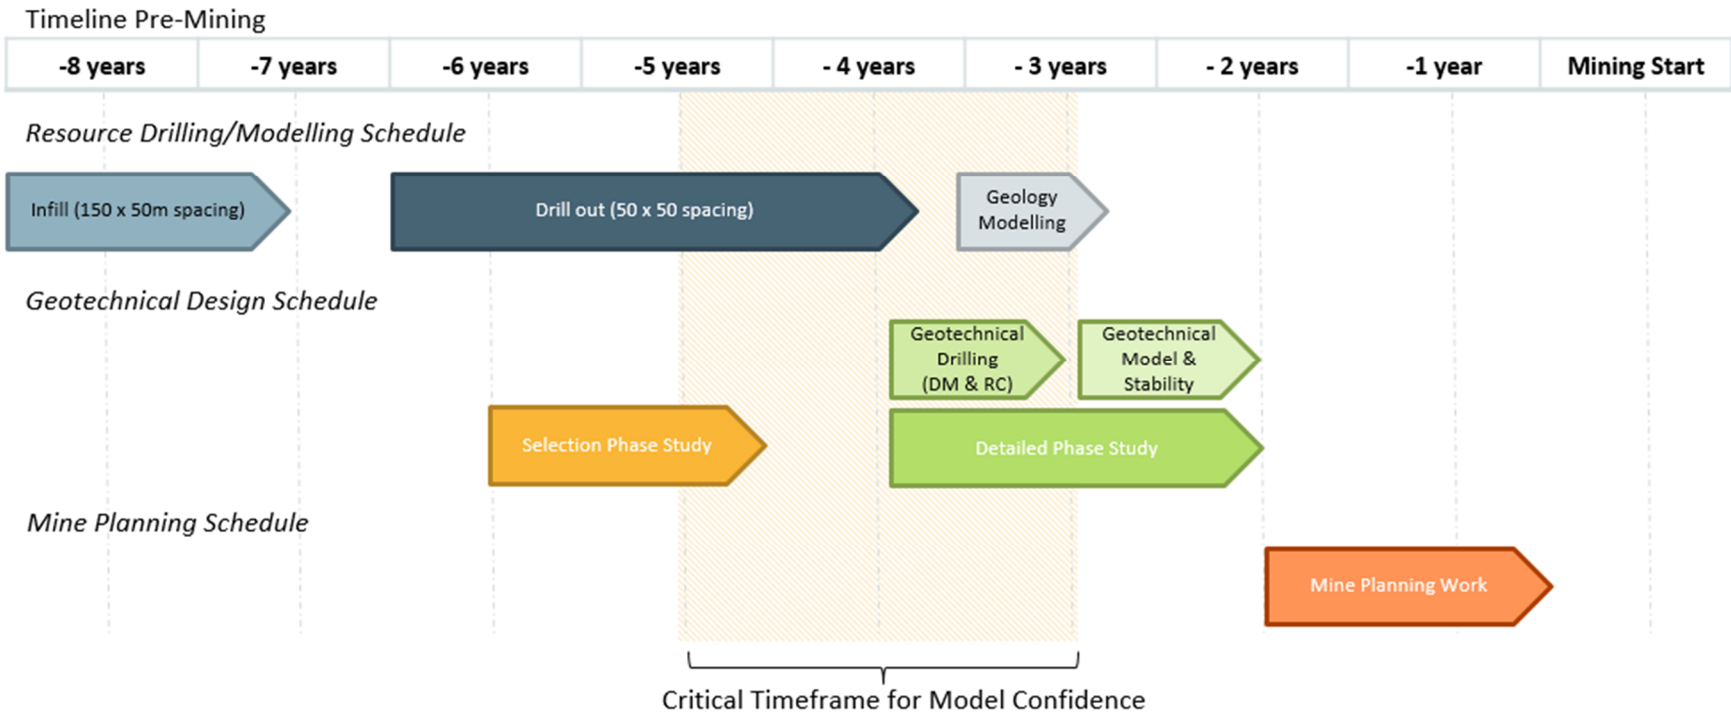 Timeline Pre-Mining
-8 years
-7 years
-6 years
-5 years
- 4 years
- 3 years
- 2 years
-1 year
Mining Start
Resource Drilling/Modelling Schedule
Infill (150 x 50m spacing)
Drill out (50 x 50 spacing)
Geology
Modelling
Geotechnical Design Schedule
Geotechnical
Drilling
(DM & RC)
Geotechnical
Model &
Stability
Selection Phase Study
Detailed Phase Study
Mine Planning Schedule
Mine Planning Work
Critical Timeframe for Model Confidence